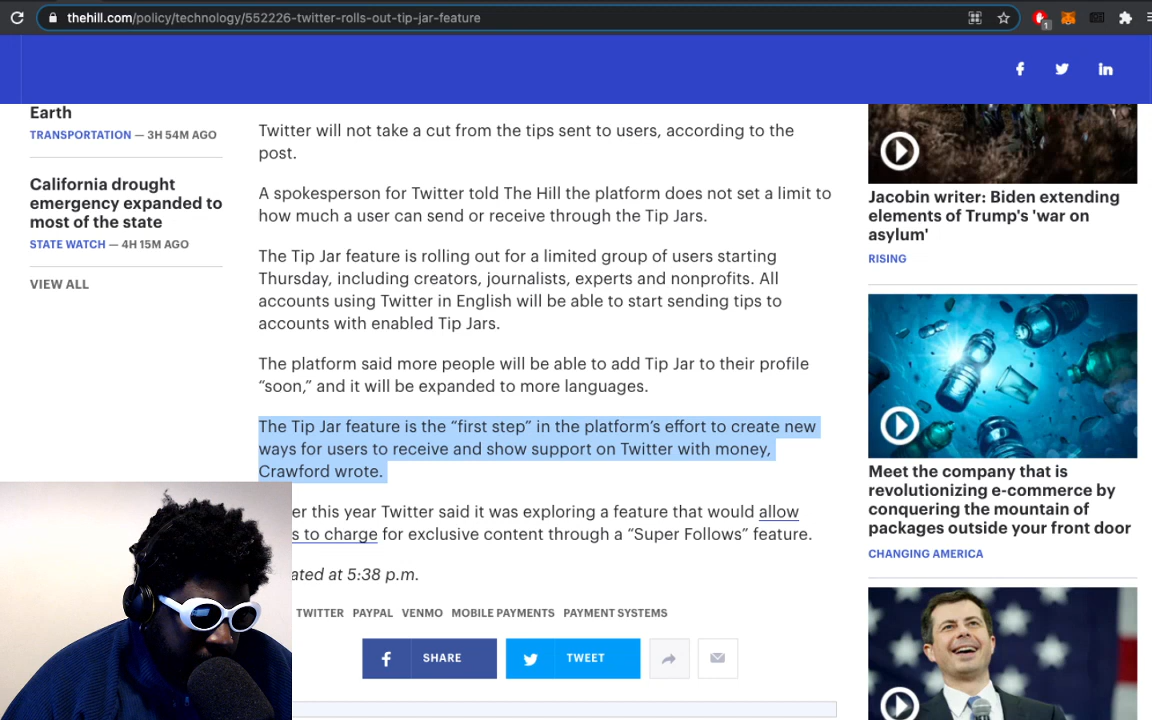 thehill.com/policy/technology/552226-twitter-rolls-out-tip-jar-feature
1
Earth
TRANSPORTATION — 3H 54M AGO
California drought
emergency expanded to
most of the state
STATE WATCH — 4H 15M AGO
VIEW ALL
Twitter will not take a cut from the tips sent to users, according to the
post.
A spokesperson for Twitter told The Hill the platform does not set a limit to
how much a user can send or receive through the Tip Jars.
The Tip Jar feature is rolling out for a limited group of users starting
Thursday, including creators, journalists, experts and nonprofits. All
accounts using Twitter in English will be able to start sending tips to
accounts with enabled Tip Jars.
The platform said more people will be able to add Tip Jar to their profile
“soon,” and it will be expanded to more languages.
The Tip Jar feature is the “first step” in the platform’s effort to create new
ways for users to receive and show support on Twitter with money,
Crawford wrote.
er this year Twitter said it was exploring a feature that would allow
s to charge for exclusive content through a “Super Follows” feature.
ated at 5:38 p.m.
TWITTER PAYPAL VENMO MOBILE PAYMENTS PAYMENT SYSTEMS
SHARE
TWEET
Jacobin writer: Biden extending
elements of Trump's 'war on
asylum'
RISING
Meet the company that is
revolutionizing e-commerce by
conquering the mountain of
packages outside your front door
CHANGING AMERICA